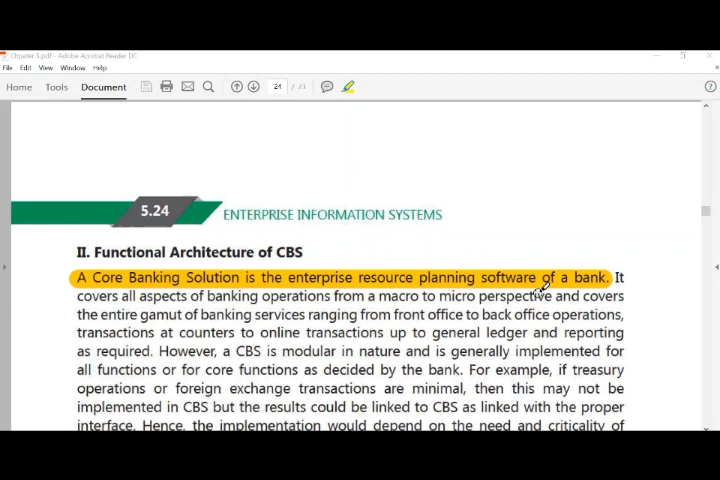 Chpater 5.pdf - Adobe Acrobat Reader DC
File Edit View Window Help
Home Tools Document 24 / 73
5.24 ENTERPRISE INFORMATION SYSTEMS
II. Functional Architecture of CBS
A Core Banking Solution is the enterprise resource planning software of a bank. It
covers all aspects of banking operations from a macro to micro perspective and covers
the entire gamut of banking services ranging from front office to back office operations,
transactions at counters to online transactions up to general ledger and reporting
as required. However, a CBS is modular in nature and is generally implemented for
all functions or for core functions as decided by the bank. For example, if treasury
operations or foreign exchange transactions are minimal, then this may not be
implemented in CBS but the results could be linked to CBS as linked with the proper
interface. Hence, the implementation would depend on the need and criticality of